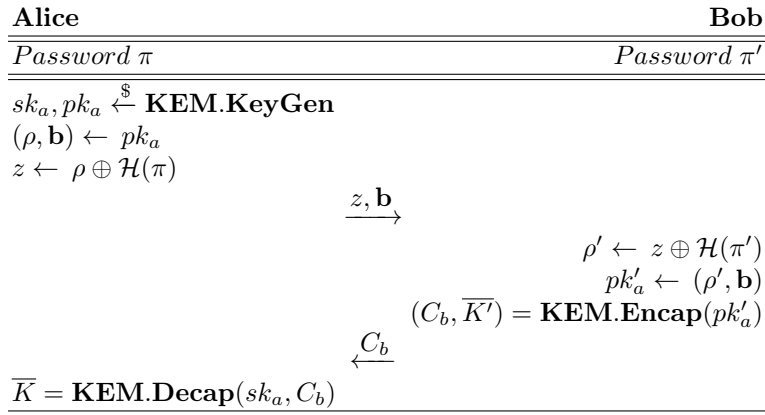 Alice Bob
Password π Password π′
sk_a, pk_a ←$ KEM.KeyGen
(ρ, b) ← pk_a
z ← ρ ⊕ H(π)
z, b
ρ′ ← z ⊕ H(π′)
pk′_a ← (ρ′, b)
(C_b, K̅′) = KEM.Encap(pk′_a)
C_b
K̅ = KEM.Decap(sk_a, C_b)